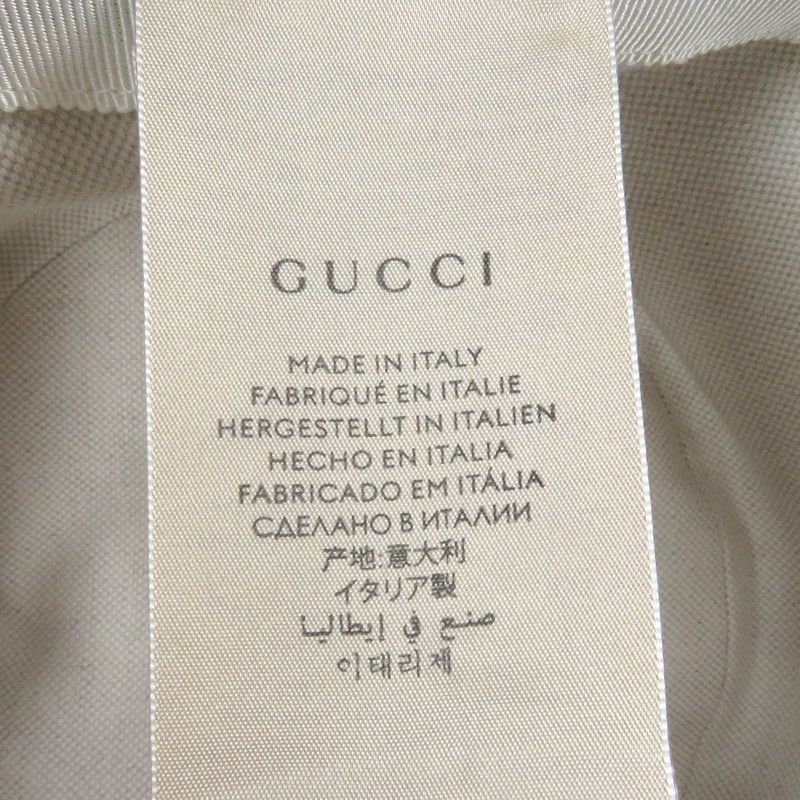 GUCCI
MADE IN ITALY
FABRIQUÉ EN ITALIE
HERGESTELLT IN ITALIEN
HECHO EN ITALIA
FABRICADO EM ITÁLIA
СДЕЛАНО В ИТАЛИИ
产地:意大利
イタリア製
صنع في إيطاليا
이태리제